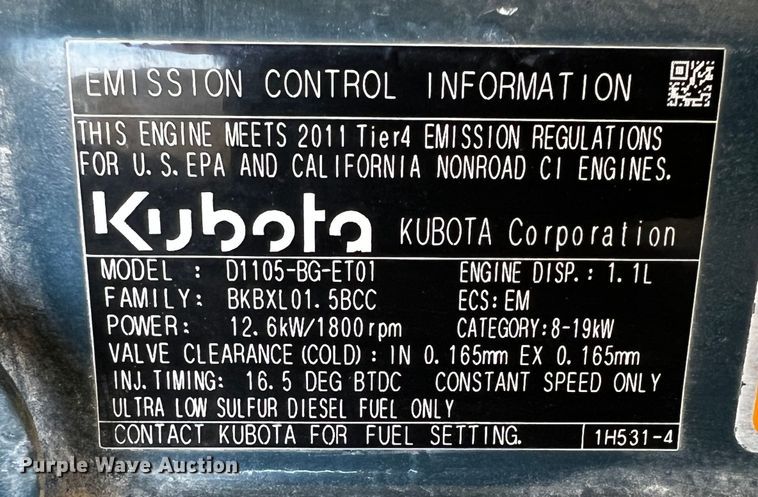 EMISSION CONTROL INFORMATION
THIS ENGINE MEETS 2011 Tier4 EMISSION REGULATIONS
FOR U.S.EPA AND CALIFORNIA NONROAD CI ENGINES.
Kubota KUBOTA Corporation
MODEL : D1105-BG-ET01 ENGINE DISP.: 1.1L
FAMILY: BKBXL01.5BCC ECS: EM
POWER: 12.6kW/1800rpm CATEGORY:8-19kW
VALVE CLEARANCE(COLD): IN 0.165mm EX 0.165mm
INJ.TIMING: 16.5 DEG BTDC CONSTANT SPEED ONLY
ULTRA LOW SULFUR DIESEL FUEL ONLY
CONTACT KUBOTA FOR FUEL SETTING. 1H531-4
Purple Wave Auction